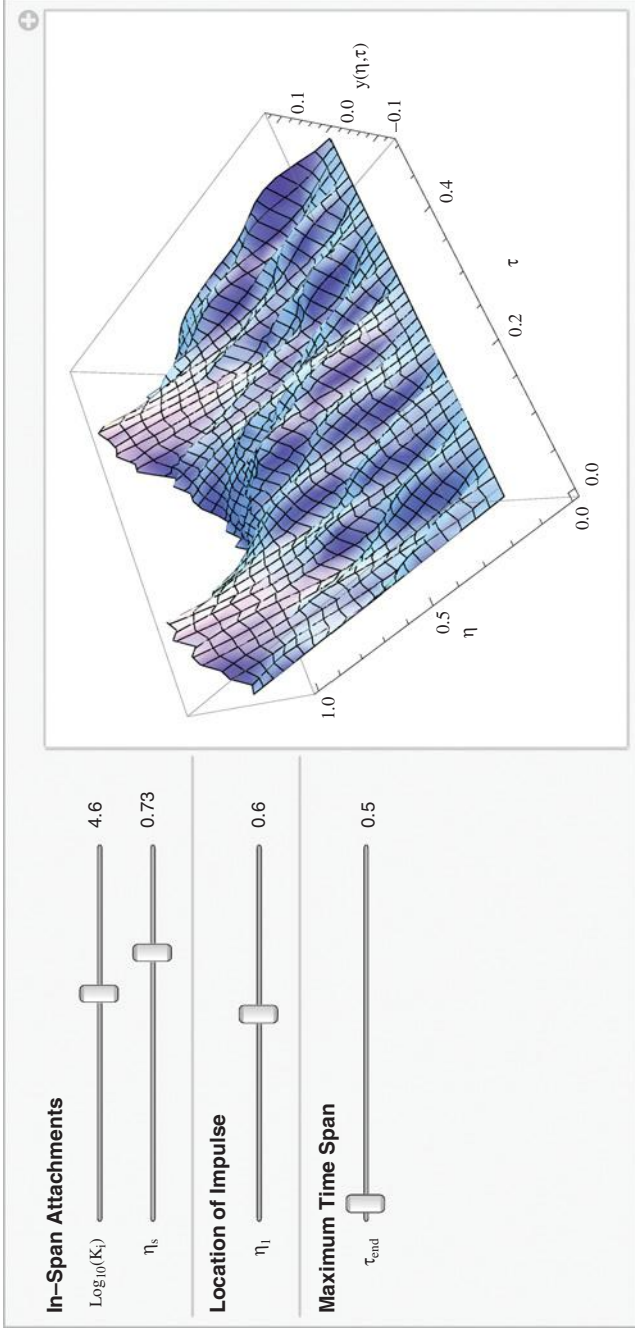 In–Span Attachments
Log10(Ki) 4.6
ηs 0.73
Location of Impulse
η1 0.6
Maximum Time Span
τend 0.5
0.1
0.0 y(η,τ)
–0.1
0.4
τ
0.2
0.0
0.0
0.5
η
1.0